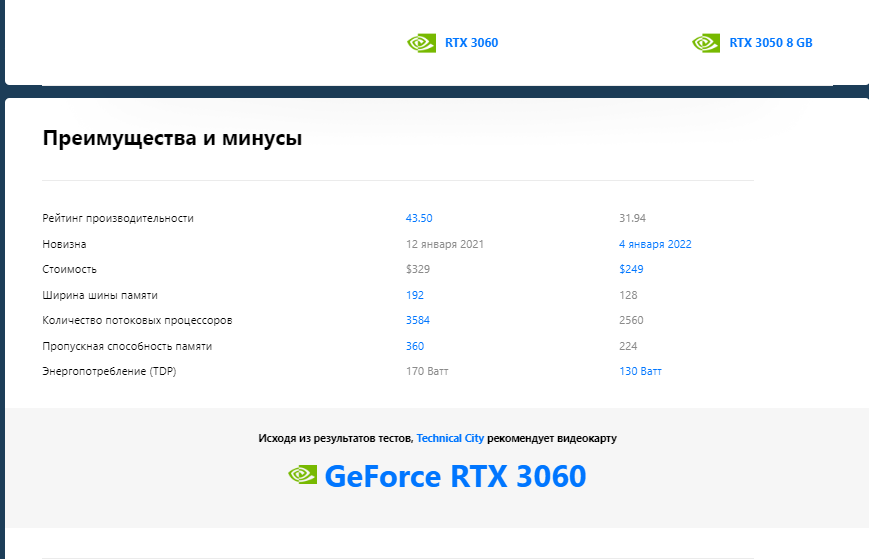 RTX 3060 RTX 3050 8 GB
Преимущества и минусы
Рейтинг производительности 43.50 31.94
Новизна 12 января 2021 4 января 2022
Стоимость $329 $249
Ширина шины памяти 192 128
Количество потоковых процессоров 3584 2560
Пропускная способность памяти 360 224
Энергопотребление (TDP) 170 Ватт 130 Ватт
Исходя из результатов тестов, Technical City рекомендует видеокарту
GeForce RTX 3060